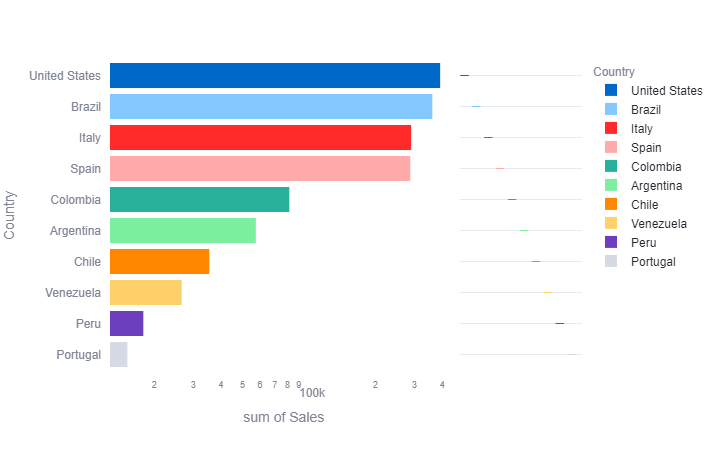 United States
Brazil
Italy
Spain
Colombia
Argentina
Chile
Venezuela
Peru
Portugal
Country
2 3 4 5 6 7 8 9 100k 2 3 4
sum of Sales
Country
United States
Brazil
Italy
Spain
Colombia
Argentina
Chile
Venezuela
Peru
Portugal